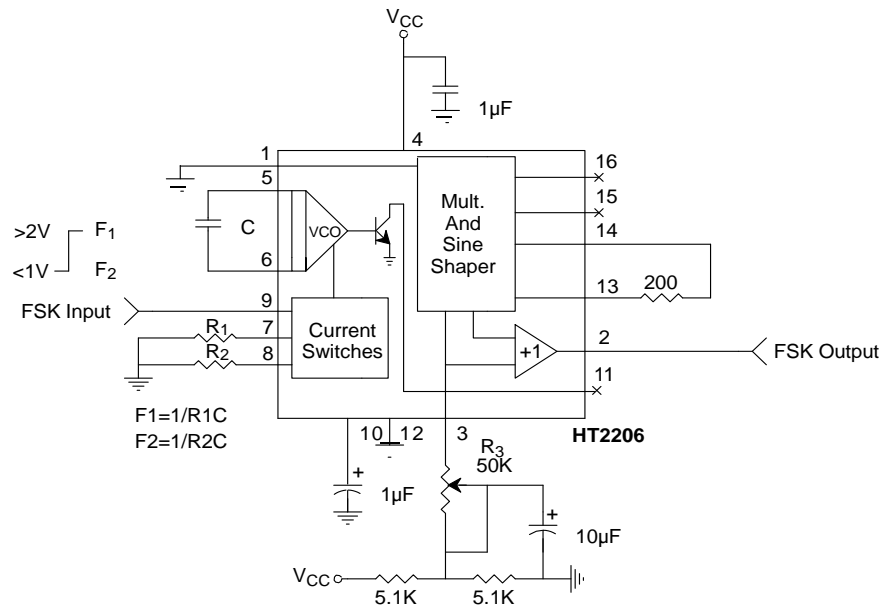 VCC
1µF
4
1
16
5
15
C
VCO
Mult.
And
Sine
Shaper
14
>2V
F1
<1V
F2
6
13
200
9
FSK Input
R1
7
Current
Switches
R2
8
+1
2
FSK Output
11
F1=1/R1C
F2=1/R2C
10
12
3
HT2206
R3
50K
+
1µF
+
10µF
VCC
5.1K
5.1K